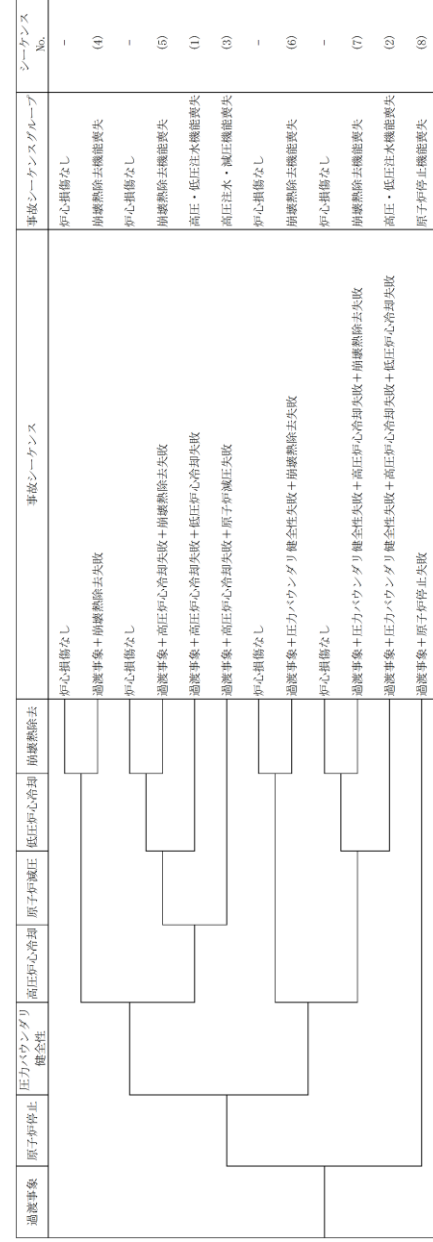 過渡事象
原子炉停止
圧力バウンダリ
健全性
高圧炉心冷却
原子炉減圧
低圧炉心冷却
崩壊熱除去
事故シーケンス
事故シーケンスグループ
シーケンス
No.
炉心損傷なし
炉心損傷なし
–
過渡事象＋崩壊熱除去失敗
崩壊熱除去機能喪失
(4)
炉心損傷なし
炉心損傷なし
–
過渡事象＋高圧炉心冷却失敗＋崩壊熱除去失敗
崩壊熱除去機能喪失
(5)
過渡事象＋高圧炉心冷却失敗＋低圧炉心冷却失敗
高圧・低圧注水機能喪失
(1)
過渡事象＋高圧炉心冷却失敗＋原子炉減圧失敗
高圧注水・減圧機能喪失
(3)
炉心損傷なし
炉心損傷なし
–
過渡事象＋圧力バウンダリ健全性失敗＋崩壊熱除去失敗
崩壊熱除去機能喪失
(6)
炉心損傷なし
炉心損傷なし
–
過渡事象＋圧力バウンダリ健全性失敗＋高圧炉心冷却失敗＋崩壊熱除去失敗
崩壊熱除去機能喪失
(7)
過渡事象＋圧力バウンダリ健全性失敗＋高圧炉心冷却失敗＋低圧炉心冷却失敗
高圧・低圧注水機能喪失
(2)
過渡事象＋原子炉停止失敗
原子炉停止機能喪失
(8)